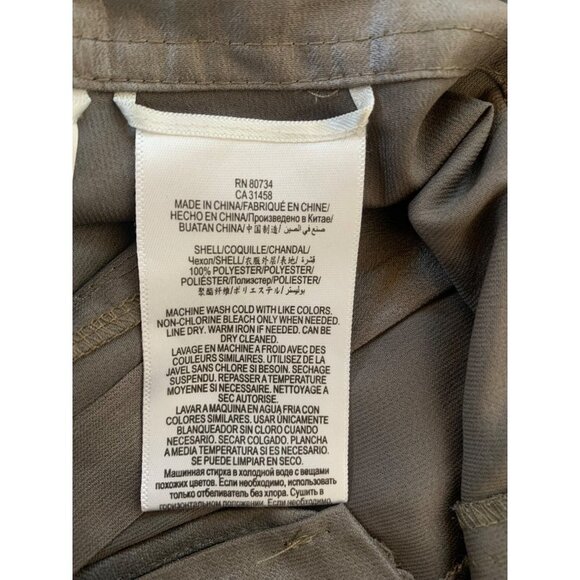 RN 80734
CA 31458
MADE IN CHINA/FABRIQUÉ EN CHINE/
HECHO EN CHINA/Произведено в Китае/
BUATAN CHINA/中国制造/ صنع في الصين/
SHELL/COQUILLE/CHANDAL/
Чехол/SHELL/衣服外层/表地/ قشرة/
100% POLYESTER/POLYESTER/
POLIÉSTER/Полиэстер/POLIESTER/
聚酯纤维/ポリエステル/ بوليستر/
MACHINE WASH COLD WITH LIKE COLORS.
NON-CHLORINE BLEACH ONLY WHEN NEEDED.
LINE DRY. WARM IRON IF NEEDED. CAN BE
DRY CLEANED.
LAVAGE EN MACHINE A FROID AVEC DES
COULEURS SIMILAIRES. UTILISEZ DE LA
JAVEL SANS CHLORE SI BESOIN. SECHAGE
SUSPENDU. REPASSER A TEMPERATURE
MOYENNE SI NECESSAIRE. NETTOYAGE A
SEC AUTORISE.
LAVAR A MAQUINA EN AGUA FRIA CON
COLORES SIMILARES. USAR ÚNICAMENTE
BLANQUEADOR SIN CLORO CUANDO
NECESARIO. SECAR COLGADO. PLANCHA
A MEDIA TEMPERATURA SI ES NECESARIO.
SE PUEDE LIMPIAR EN SECO.
Машинная стирка в холодной воде с вещами
похожих цветов. Если необходимо, использовать
только отбеливатель без хлора. Сушить в
горизонтальном положении. Если необходимо,